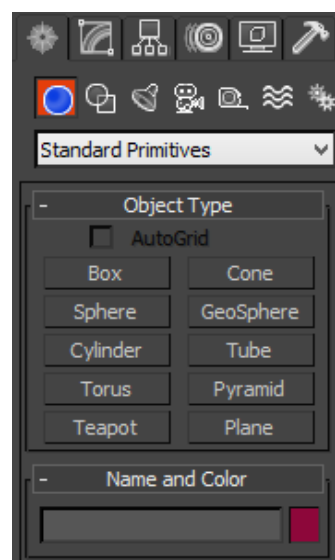 Standard Primitives
- Object Type
AutoGrid
Box Cone
Sphere GeoSphere
Cylinder Tube
Torus Pyramid
Teapot Plane
- Name and Color